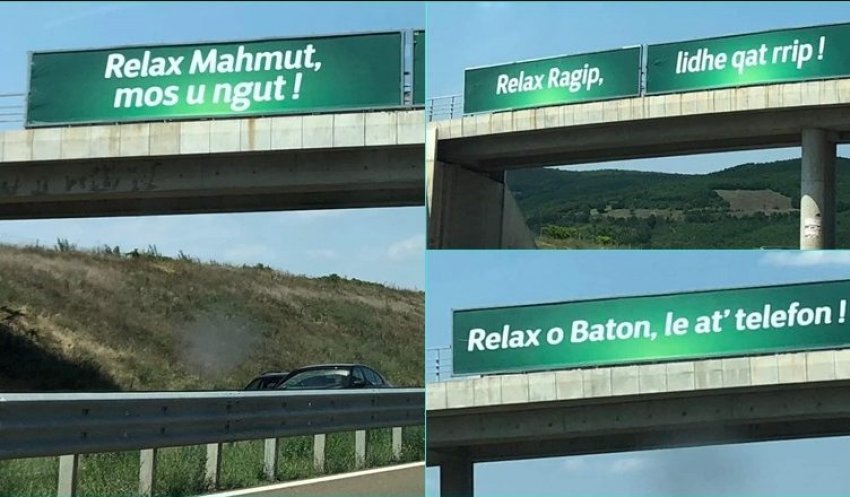 Relax Mahmut,
mos u ngut !
Relax Ragip,
lidhe qat rrip !
Relax o Baton, le at' telefon !